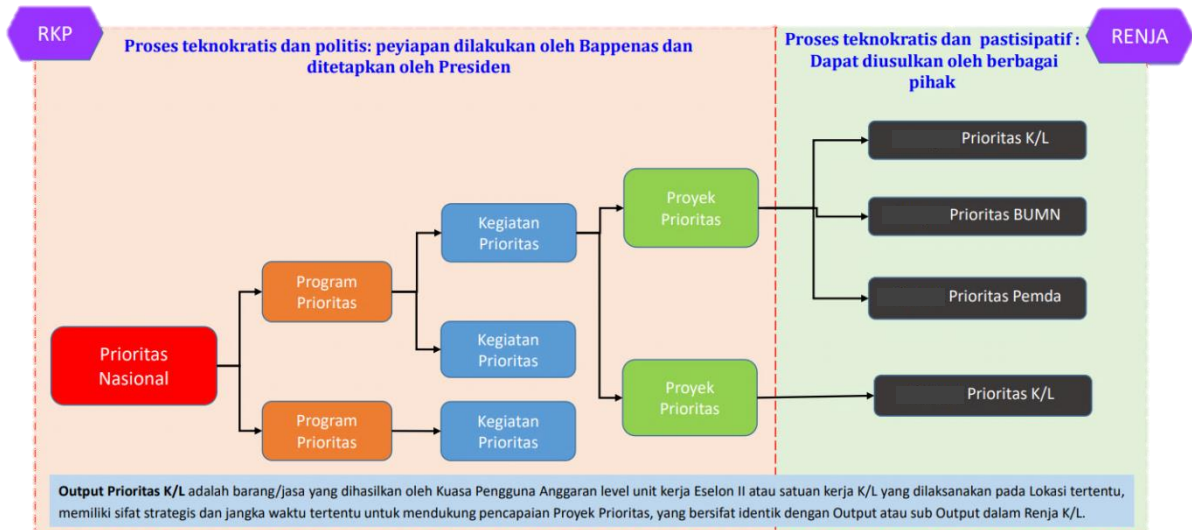 RKP
Proses teknokratis dan politis: peyiapan dilakukan oleh Bappenas dan
ditetapkan oleh Presiden
Proses teknokratis dan pastisipatif :
Dapat diusulkan oleh berbagai
pihak
RENJA
Prioritas
Nasional
Program
Prioritas
Program
Prioritas
Kegiatan
Prioritas
Kegiatan
Prioritas
Kegiatan
Prioritas
Proyek
Prioritas
Proyek
Prioritas
Prioritas K/L
Prioritas BUMN
Prioritas Pemda
Prioritas K/L
Output Prioritas K/L adalah barang/jasa yang dihasilkan oleh Kuasa Pengguna Anggaran level unit kerja Eselon II atau satuan kerja K/L yang dilaksanakan pada Lokasi tertentu,
memiliki sifat strategis dan jangka waktu tertentu untuk mendukung pencapaian Proyek Prioritas, yang bersifat identik dengan Output atau sub Output dalam Renja K/L.